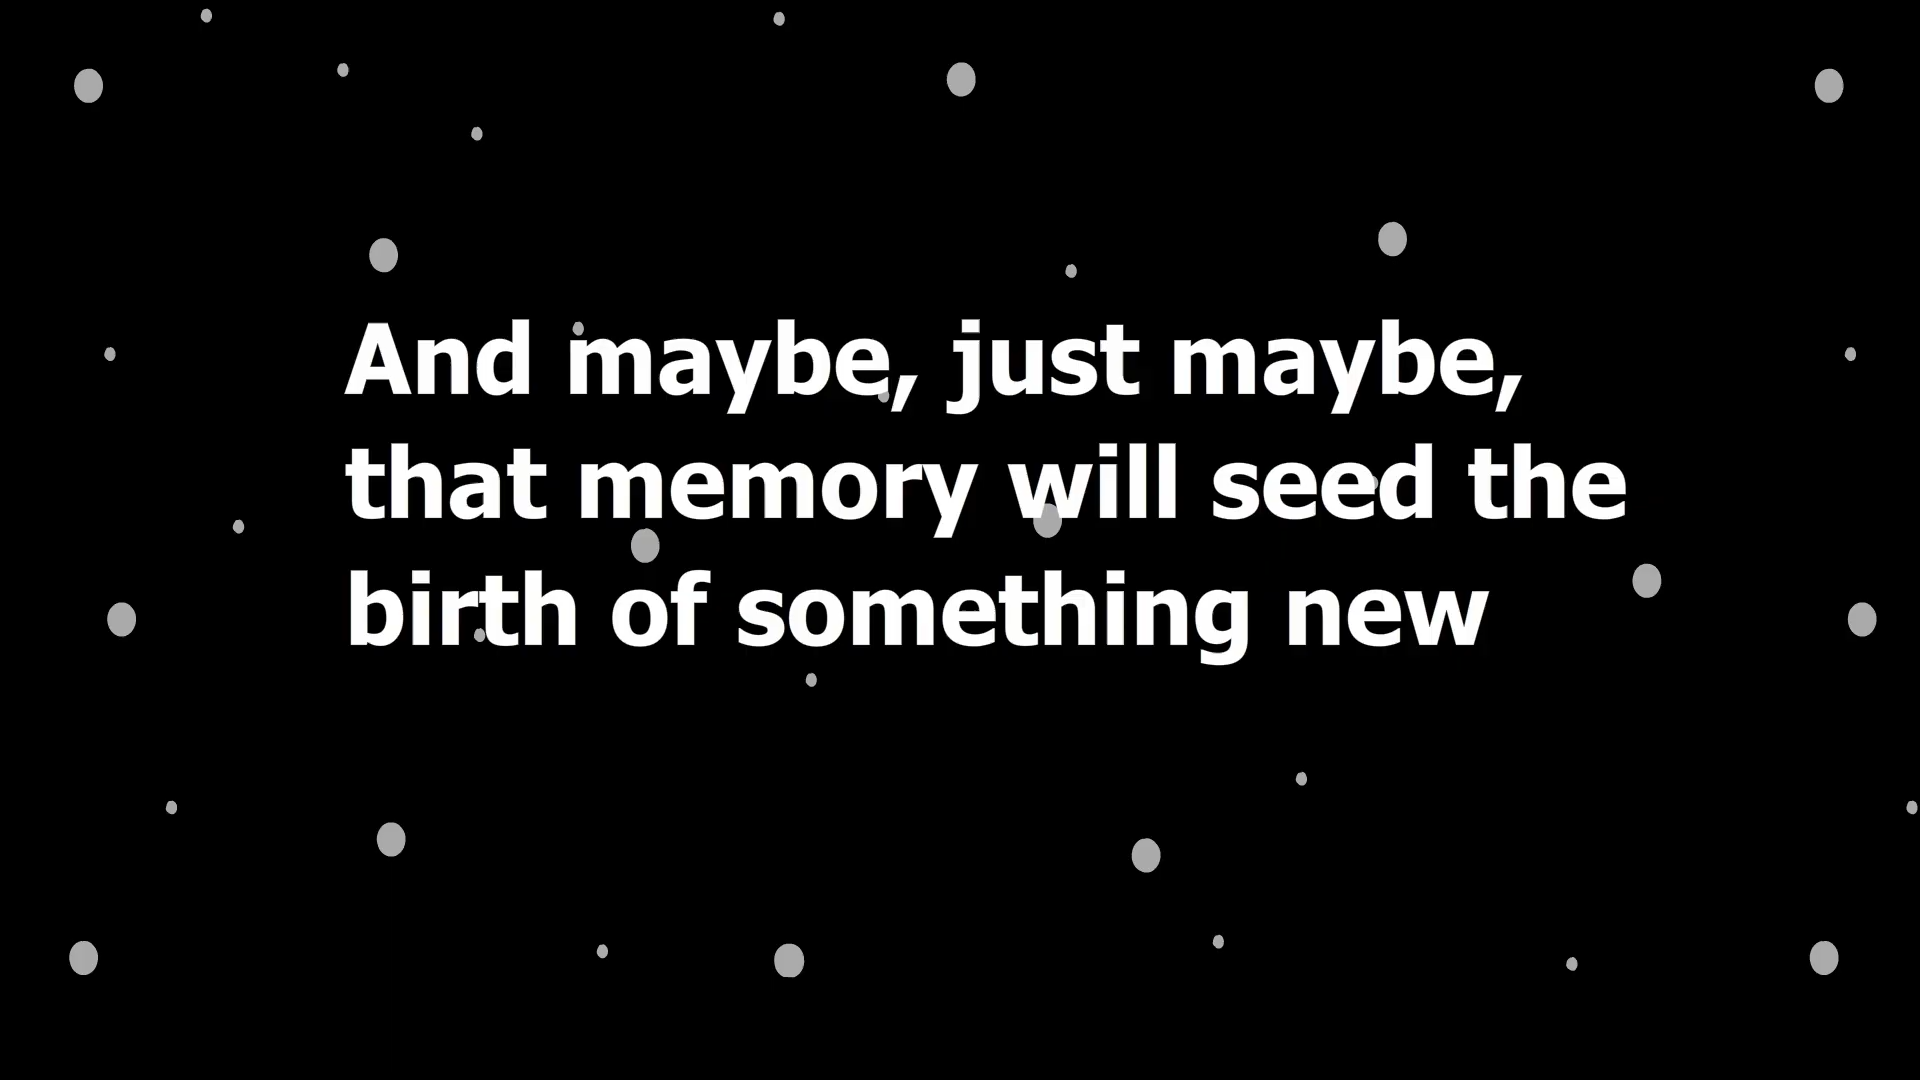 And maybe, just maybe,
that memory will seed the
birth of something new